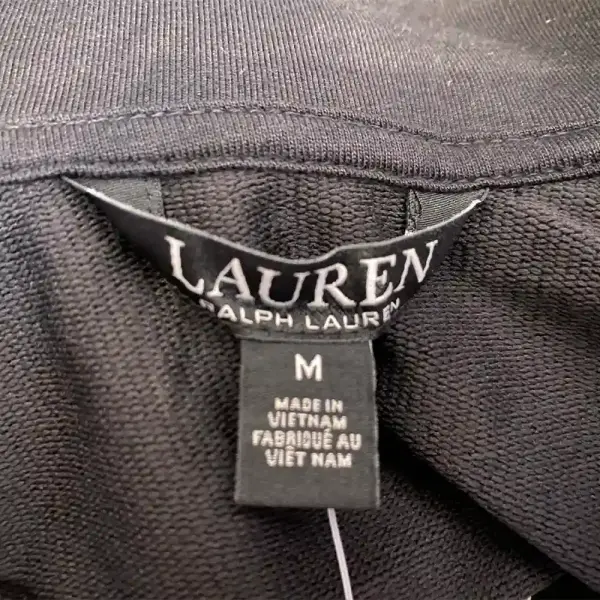 LAUREN
RALPH LAUREN
M
MADE IN
VIETNAM
FABRIQUÉ AU
VIÊT NAM